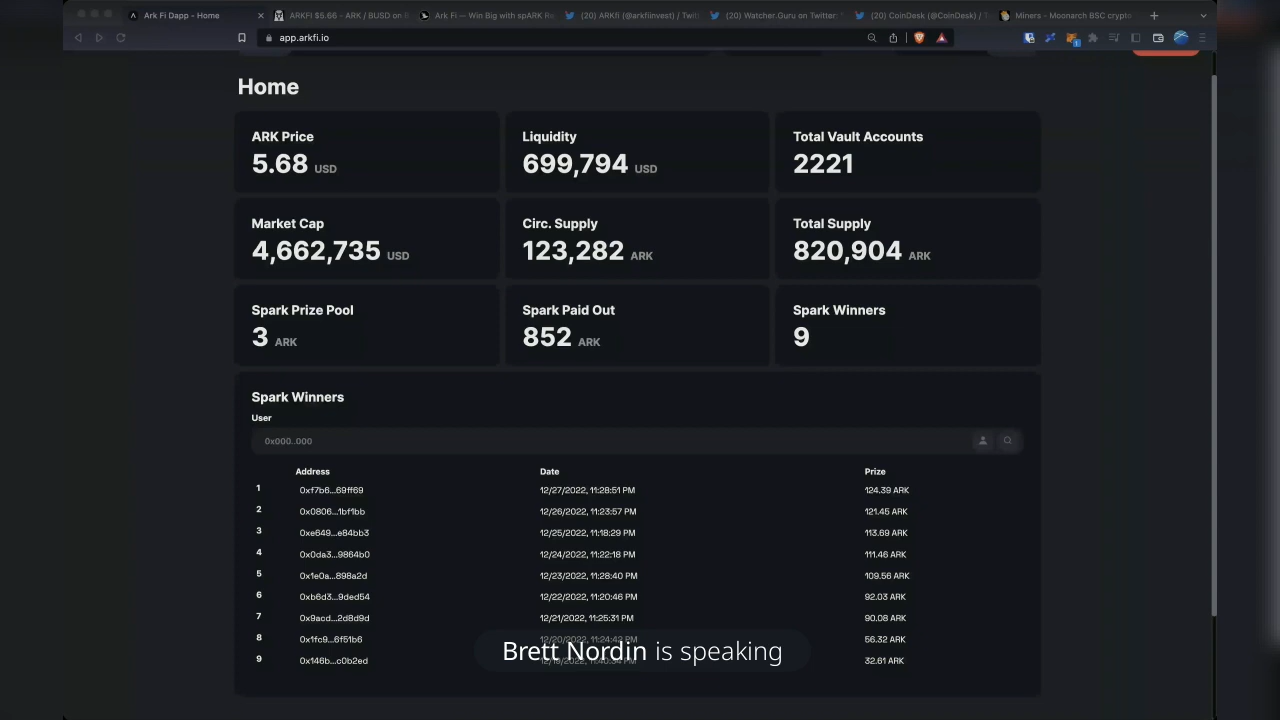 Ark Fi Dapp - Home
ARKFI $5.66 - ARK / BUSD on B
Ark Fi — Win Big with spARK Re
(20) ARKfi (@arkfiinvest) / Twit
(20) Watcher.Guru on Twitter: "
(20) CoinDesk (@CoinDesk) / T
Miners - Moonarch BSC crypto
app.arkfi.io
Home
ARK Price
5.68 USD
Liquidity
699,794 USD
Total Vault Accounts
2221
Market Cap
4,662,735 USD
Circ. Supply
123,282 ARK
Total Supply
820,904 ARK
Spark Prize Pool
3 ARK
Spark Paid Out
852 ARK
Spark Winners
9
Spark Winners
User
0x000..000
Address Date Prize
1 0xf7b6...69ff69 12/27/2022, 11:28:51 PM 124.39 ARK
2 0x0806...1bf1bb 12/26/2022, 11:23:57 PM 121.45 ARK
3 0xe649...e84bb3 12/25/2022, 11:18:29 PM 113.69 ARK
4 0x0da3...9864b0 12/24/2022, 11:22:18 PM 111.46 ARK
5 0x1e0a...898a2d 12/23/2022, 11:28:40 PM 109.56 ARK
6 0xb6d3...9ded54 12/22/2022, 11:20:46 PM 92.03 ARK
7 0x9acd...2d8d9d 12/21/2022, 11:25:31 PM 90.08 ARK
8 0x1fc9...6f51b6 12/20/2022, 11:24:42 PM 56.32 ARK
9 0x146b...c0b2ed 32.61 ARK
Brett Nordin is speaking